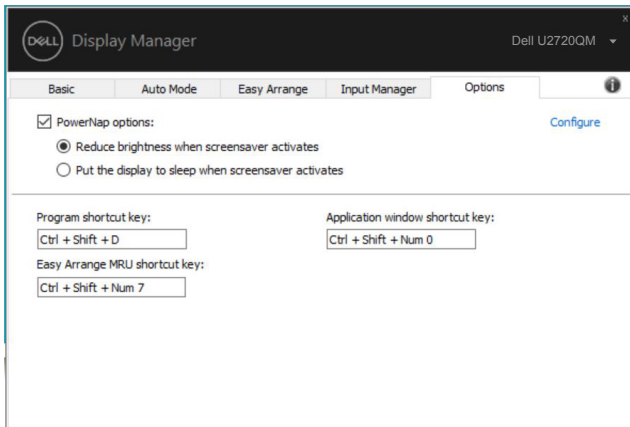 DELL Display Manager
x
Dell U2720QM
Basic Auto Mode Easy Arrange Input Manager Options
i
PowerNap options: Configure
Reduce brightness when screensaver activates
Put the display to sleep when screensaver activates
Program shortcut key: Application window shortcut key:
Ctrl + Shift + D Ctrl + Shift + Num 0
Easy Arrange MRU shortcut key:
Ctrl + Shift + Num 7